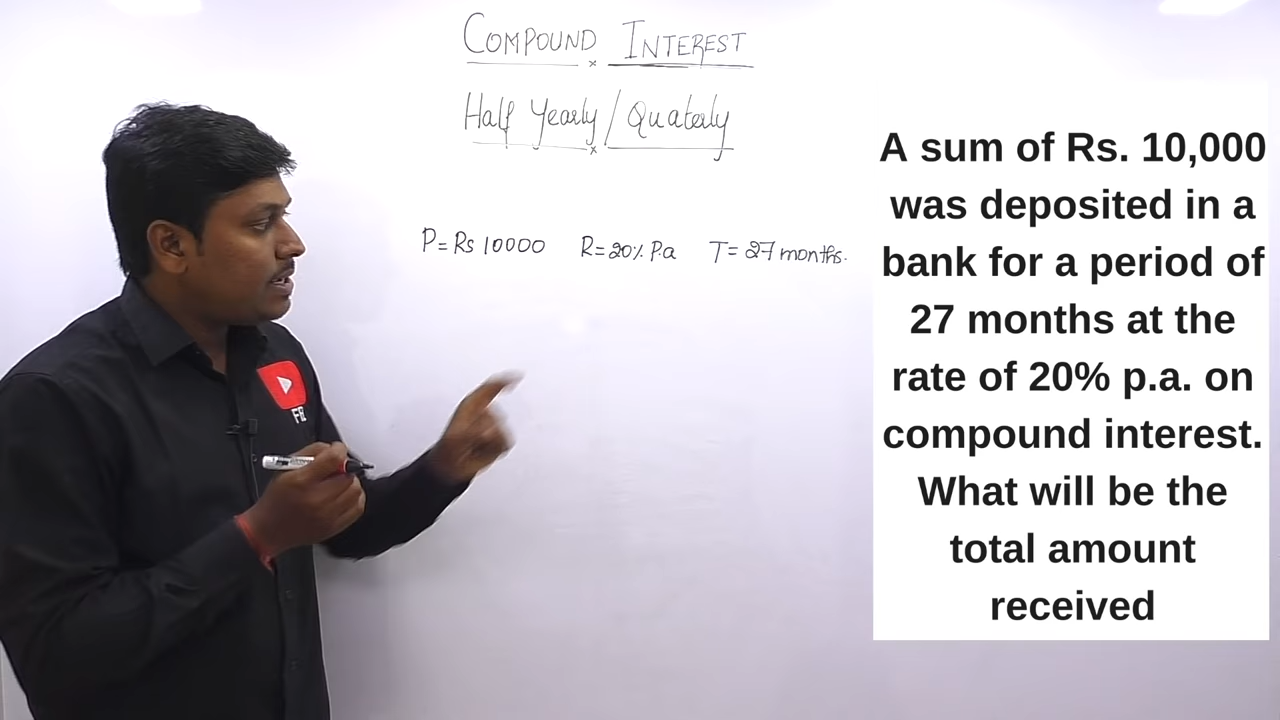 COMPOUND INTEREST
Half Yearly / Quaterly
P = Rs 10000 R = 20% P.a T = 27 months.
A sum of Rs. 10,000
was deposited in a
bank for a period of
27 months at the
rate of 20% p.a. on
compound interest.
What will be the
total amount
received